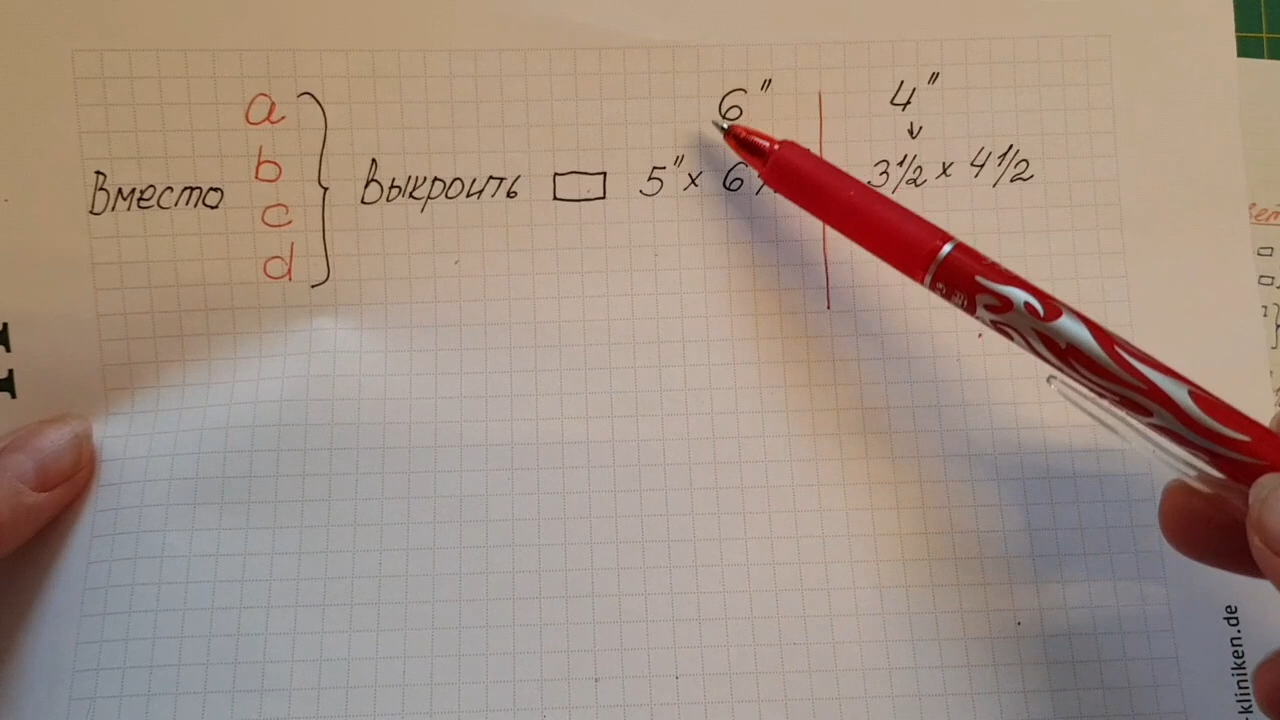 6" 4"
↓
a
b
c
d
Вместо } Выкроить ▭ 5" x 6 3½ x 4½
kliniken.de